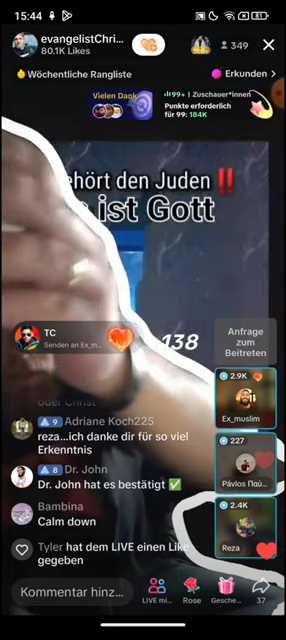 15:44
81
evangelistChri...
80.1K Likes
349
Wöchentliche Rangliste
Erkunden >
Vielen Dank
99+ | Zuschauer*innen
Punkte erforderlich
für 99: 184K
ehört den Juden ‼️
ist Gott
TC
Senden an Ex_m...
138
Anfrage
zum
Beitreten
2.9K
Ex_muslim
oder Christ
9 Adriane Koch225
reza...ich danke dir für so viel
Erkenntnis
227
Pávlos Παύ...
8 Dr. John
Dr. John hat es bestätigt ✅
Bambina
Calm down
2.4K
Reza
Tyler hat dem LIVE einen Like
gegeben
Kommentar hinz...
LIVE mi...
Rose
Gesche...
37